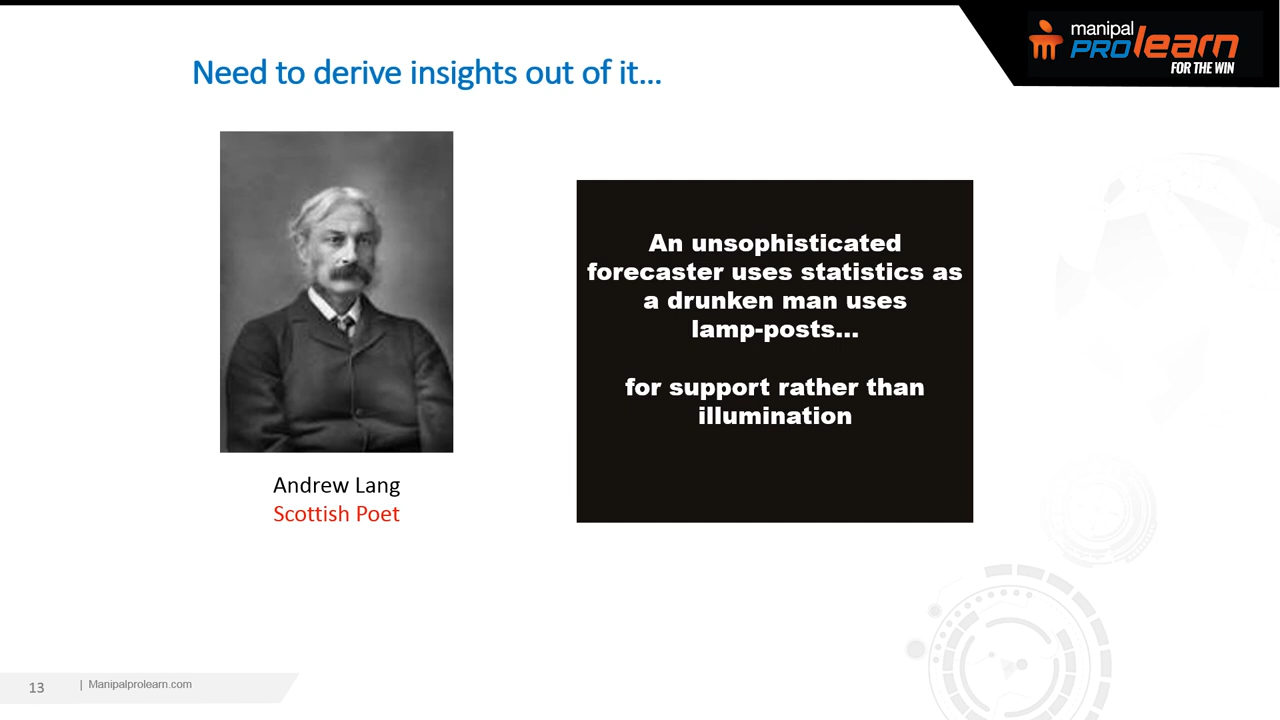 manipal
PROlearn
FOR THE WIN
Need to derive insights out of it...
An unsophisticated
forecaster uses statistics as
a drunken man uses
lamp-posts...
for support rather than
illumination
Andrew Lang
Scottish Poet
13 | Manipalprolearn.com